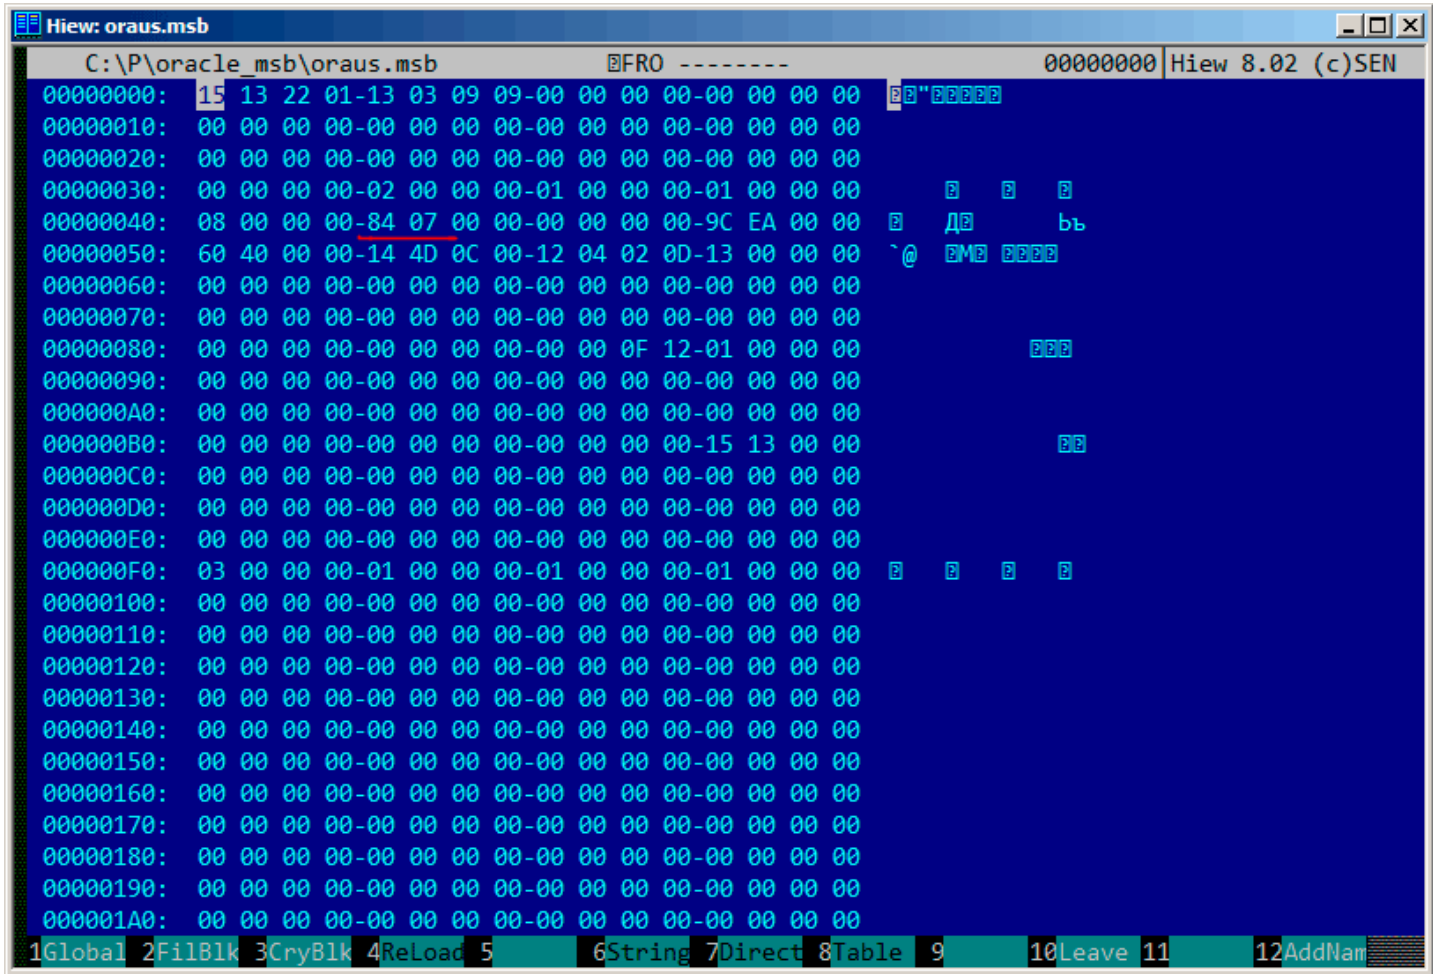 Hiew: oraus.msb
C:\P\oracle_msb\oraus.msb FRO -------- 00000000 Hiew 8.02 (c)SEN
00000000: 15 13 22 01-13 03 09 09-00 00 00 00-00 00 00 00 "
00000010: 00 00 00 00-00 00 00 00-00 00 00 00-00 00 00 00
00000020: 00 00 00 00-00 00 00 00-00 00 00 00-00 00 00 00
00000030: 00 00 00 00-02 00 00 00-01 00 00 00-01 00 00 00
00000040: 08 00 00 00-84 07 00 00-00 00 00 00-9C EA 00 00 Д Ьъ
00000050: 60 40 00 00-14 4D 0C 00-12 04 02 0D-13 00 00 00 `@ M
00000060: 00 00 00 00-00 00 00 00-00 00 00 00-00 00 00 00
00000070: 00 00 00 00-00 00 00 00-00 00 00 00-00 00 00 00
00000080: 00 00 00 00-00 00 00 00-00 00 0F 12-01 00 00 00
00000090: 00 00 00 00-00 00 00 00-00 00 00 00-00 00 00 00
000000A0: 00 00 00 00-00 00 00 00-00 00 00 00-00 00 00 00
000000B0: 00 00 00 00-00 00 00 00-00 00 00 00-15 13 00 00
000000C0: 00 00 00 00-00 00 00 00-00 00 00 00-00 00 00 00
000000D0: 00 00 00 00-00 00 00 00-00 00 00 00-00 00 00 00
000000E0: 00 00 00 00-00 00 00 00-00 00 00 00-00 00 00 00
000000F0: 03 00 00 00-01 00 00 00-01 00 00 00-01 00 00 00
00000100: 00 00 00 00-00 00 00 00-00 00 00 00-00 00 00 00
00000110: 00 00 00 00-00 00 00 00-00 00 00 00-00 00 00 00
00000120: 00 00 00 00-00 00 00 00-00 00 00 00-00 00 00 00
00000130: 00 00 00 00-00 00 00 00-00 00 00 00-00 00 00 00
00000140: 00 00 00 00-00 00 00 00-00 00 00 00-00 00 00 00
00000150: 00 00 00 00-00 00 00 00-00 00 00 00-00 00 00 00
00000160: 00 00 00 00-00 00 00 00-00 00 00 00-00 00 00 00
00000170: 00 00 00 00-00 00 00 00-00 00 00 00-00 00 00 00
00000180: 00 00 00 00-00 00 00 00-00 00 00 00-00 00 00 00
00000190: 00 00 00 00-00 00 00 00-00 00 00 00-00 00 00 00
000001A0: 00 00 00 00-00 00 00 00-00 00 00 00-00 00 00 00
1Global 2FilBlk 3CryBlk 4ReLoad 5 6String 7Direct 8Table 9 10Leave 11 12AddNam